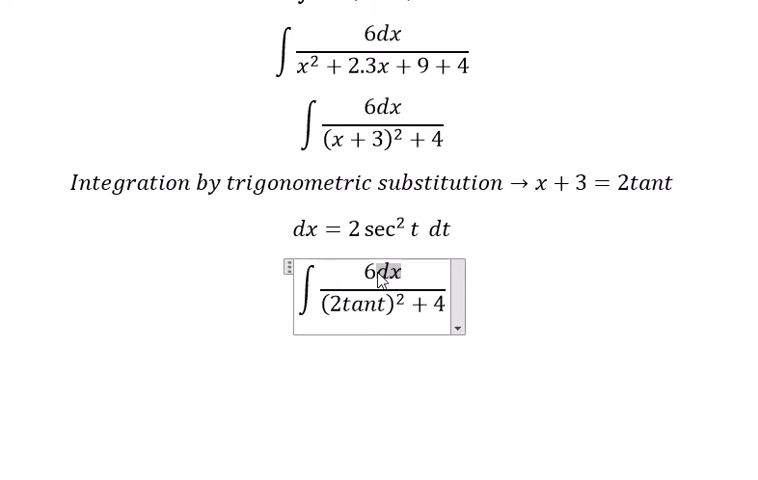 ∫ 6dx / (x² + 2.3x + 9 + 4)
∫ 6dx / ((x + 3)² + 4)
Integration by trigonometric substitution → x + 3 = 2tant
dx = 2 sec² t dt
∫ 6dx / ((2tant)² + 4)